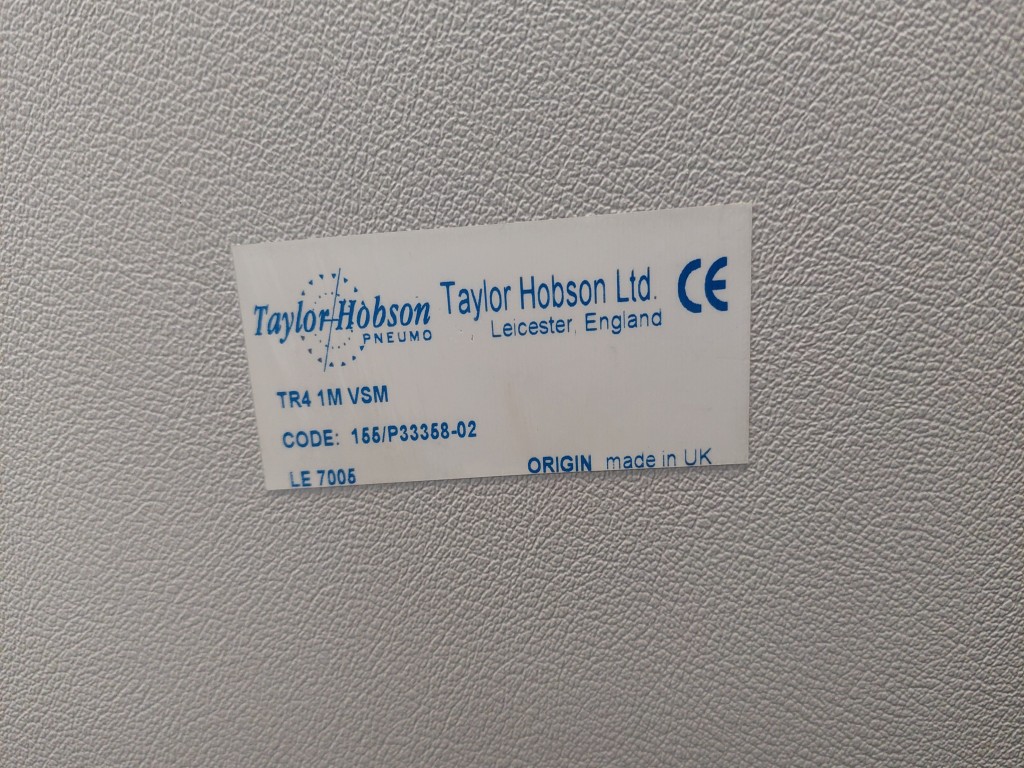 Taylor-Hobson
PNEUMO
Taylor Hobson Ltd.
Leicester, England
CE
TR4 1M VSM
CODE: 155/P33358-02
LE 7005
ORIGIN made in UK